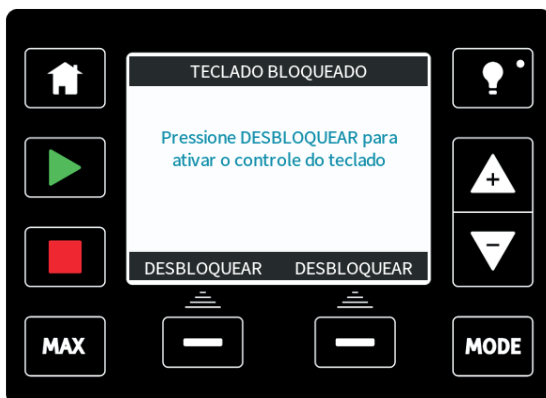 TECLADO BLOQUEADO
Pressione DESBLOQUEAR para
ativar o controle do teclado
+
−
DESBLOQUEAR DESBLOQUEAR
MAX
MODE